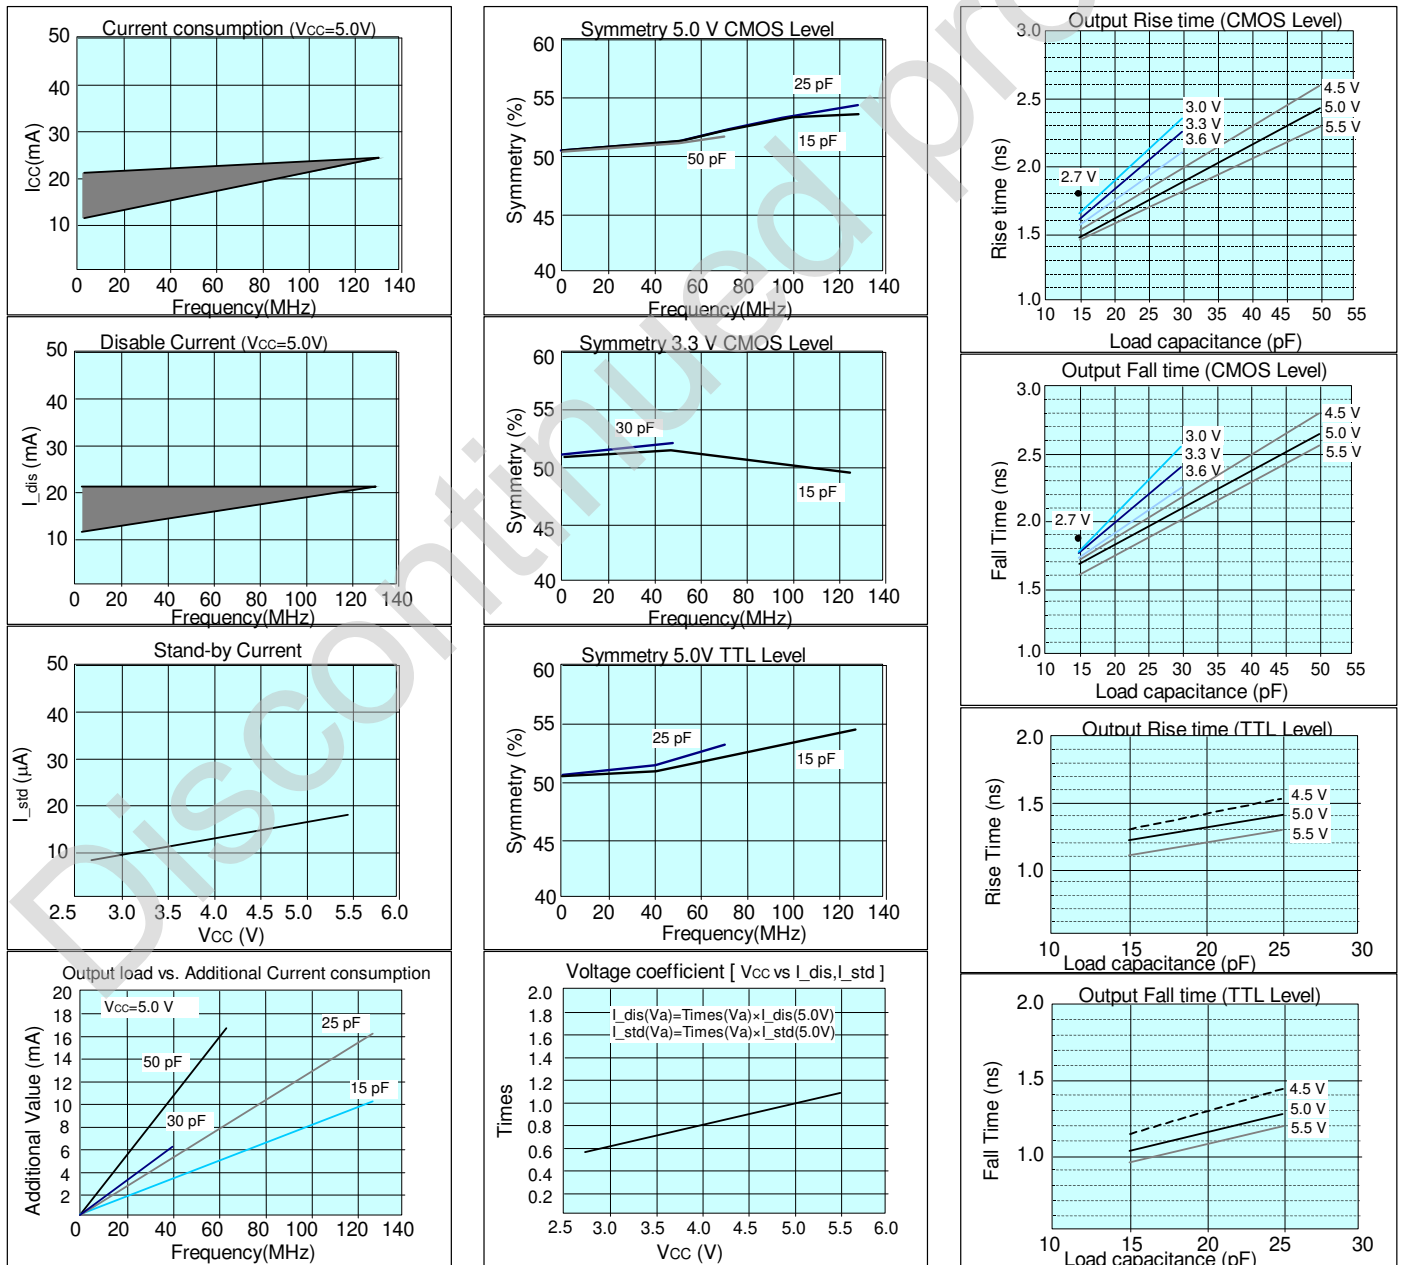 Current consumption (VCC=5.0V)
50
40
30
20
10
ICC(mA)
0 20 40 60 80 100 120 140
Frequency(MHz)
Disable Current (VCC=5.0V)
50
40
30
20
10
I_dis (mA)
0 20 40 60 80 100 120 140
Frequency(MHz)
Stand-by Current
50
40
30
20
10
I_std (µA)
2.5 3.0 3.5 4.0 4.5 5.0 5.5 6.0
VCC (V)
Output load vs. Additional Current consumption
20
18
16
14
12
10
8
6
4
2
Additional Value (mA)
VCC=5.0 V
25 pF
50 pF
15 pF
30 pF
0 20 40 60 80 100 120 140
Frequency(MHz)
Symmetry 5.0 V CMOS Level
60
55
50
45
40
Symmetry (%)
25 pF
15 pF
50 pF
0 20 40 60 80 100 120 140
Frequency(MHz)
Symmetry 3.3 V CMOS Level
60
55
50
45
40
Symmetry (%)
30 pF
15 pF
0 20 40 60 80 100 120 140
Frequency(MHz)
Symmetry 5.0V TTL Level
60
55
50
45
40
Symmetry (%)
25 pF
15 pF
0 20 40 60 80 100 120 140
Frequency(MHz)
Voltage coefficient [ VCC vs I_dis,I_std ]
2.0
1.8
1.6
1.4
1.2
1.0
0.8
0.6
0.4
0.2
Times
I_dis(Va)=Times(Va)×I_dis(5.0V)
I_std(Va)=Times(Va)×I_std(5.0V)
2.5 3.0 3.5 4.0 4.5 5.0 5.5 6.0
VCC (V)
Output Rise time (CMOS Level)
3.0
2.5
2.0
1.5
1.0
Rise time (ns)
4.5 V
3.0 V
5.0 V
3.3 V
5.5 V
3.6 V
2.7 V
10 15 20 25 30 35 40 45 50 55
Load capacitance (pF)
Output Fall time (CMOS Level)
3.0
2.5
2.0
1.5
1.0
Fall Time (ns)
4.5 V
3.0 V
5.0 V
3.3 V
5.5 V
3.6 V
2.7 V
10 15 20 25 30 35 40 45 50 55
Load capacitance (pF)
Output Rise time (TTL Level)
2.0
1.5
1.0
Rise Time (ns)
4.5 V
5.0 V
5.5 V
10 15 20 25 30
Load capacitance (pF)
Output Fall time (TTL Level)
2.0
1.5
1.0
Fall Time (ns)
4.5 V
5.0 V
5.5 V
10 15 20 25 30
Load capacitance (pF)
Discontinued pro